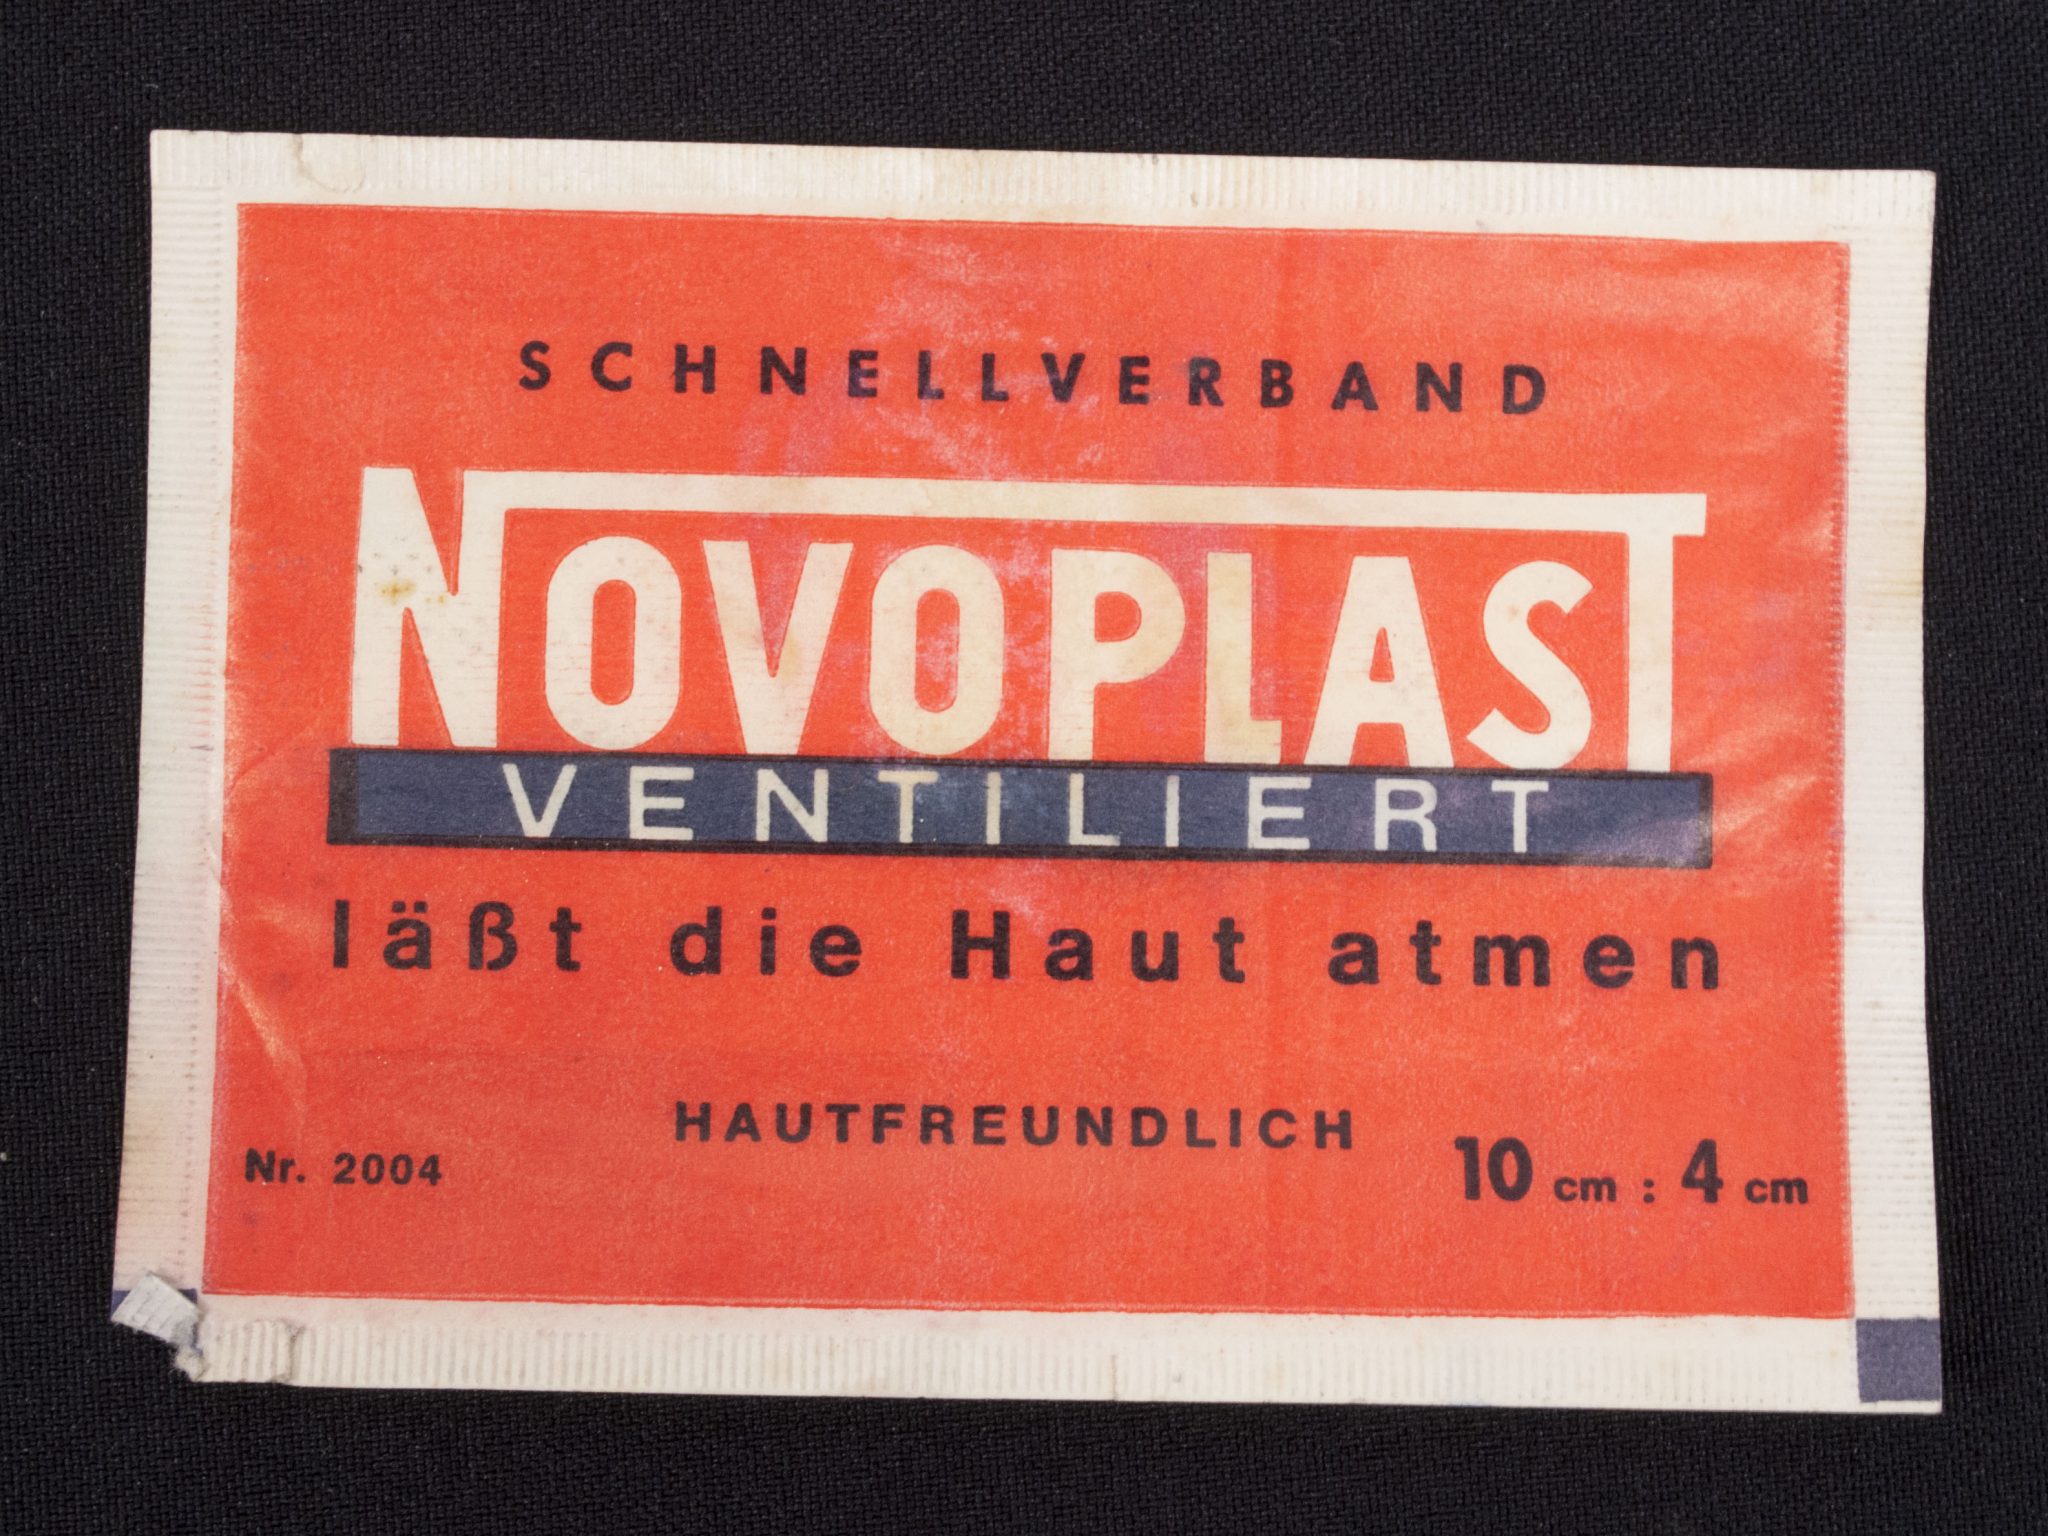 SCHNELLVERBAND
NOVOPLAST
VENTILIERT
läßt die Haut atmen
HAUTFREUNDLICH
Nr. 2004
10 cm : 4 cm